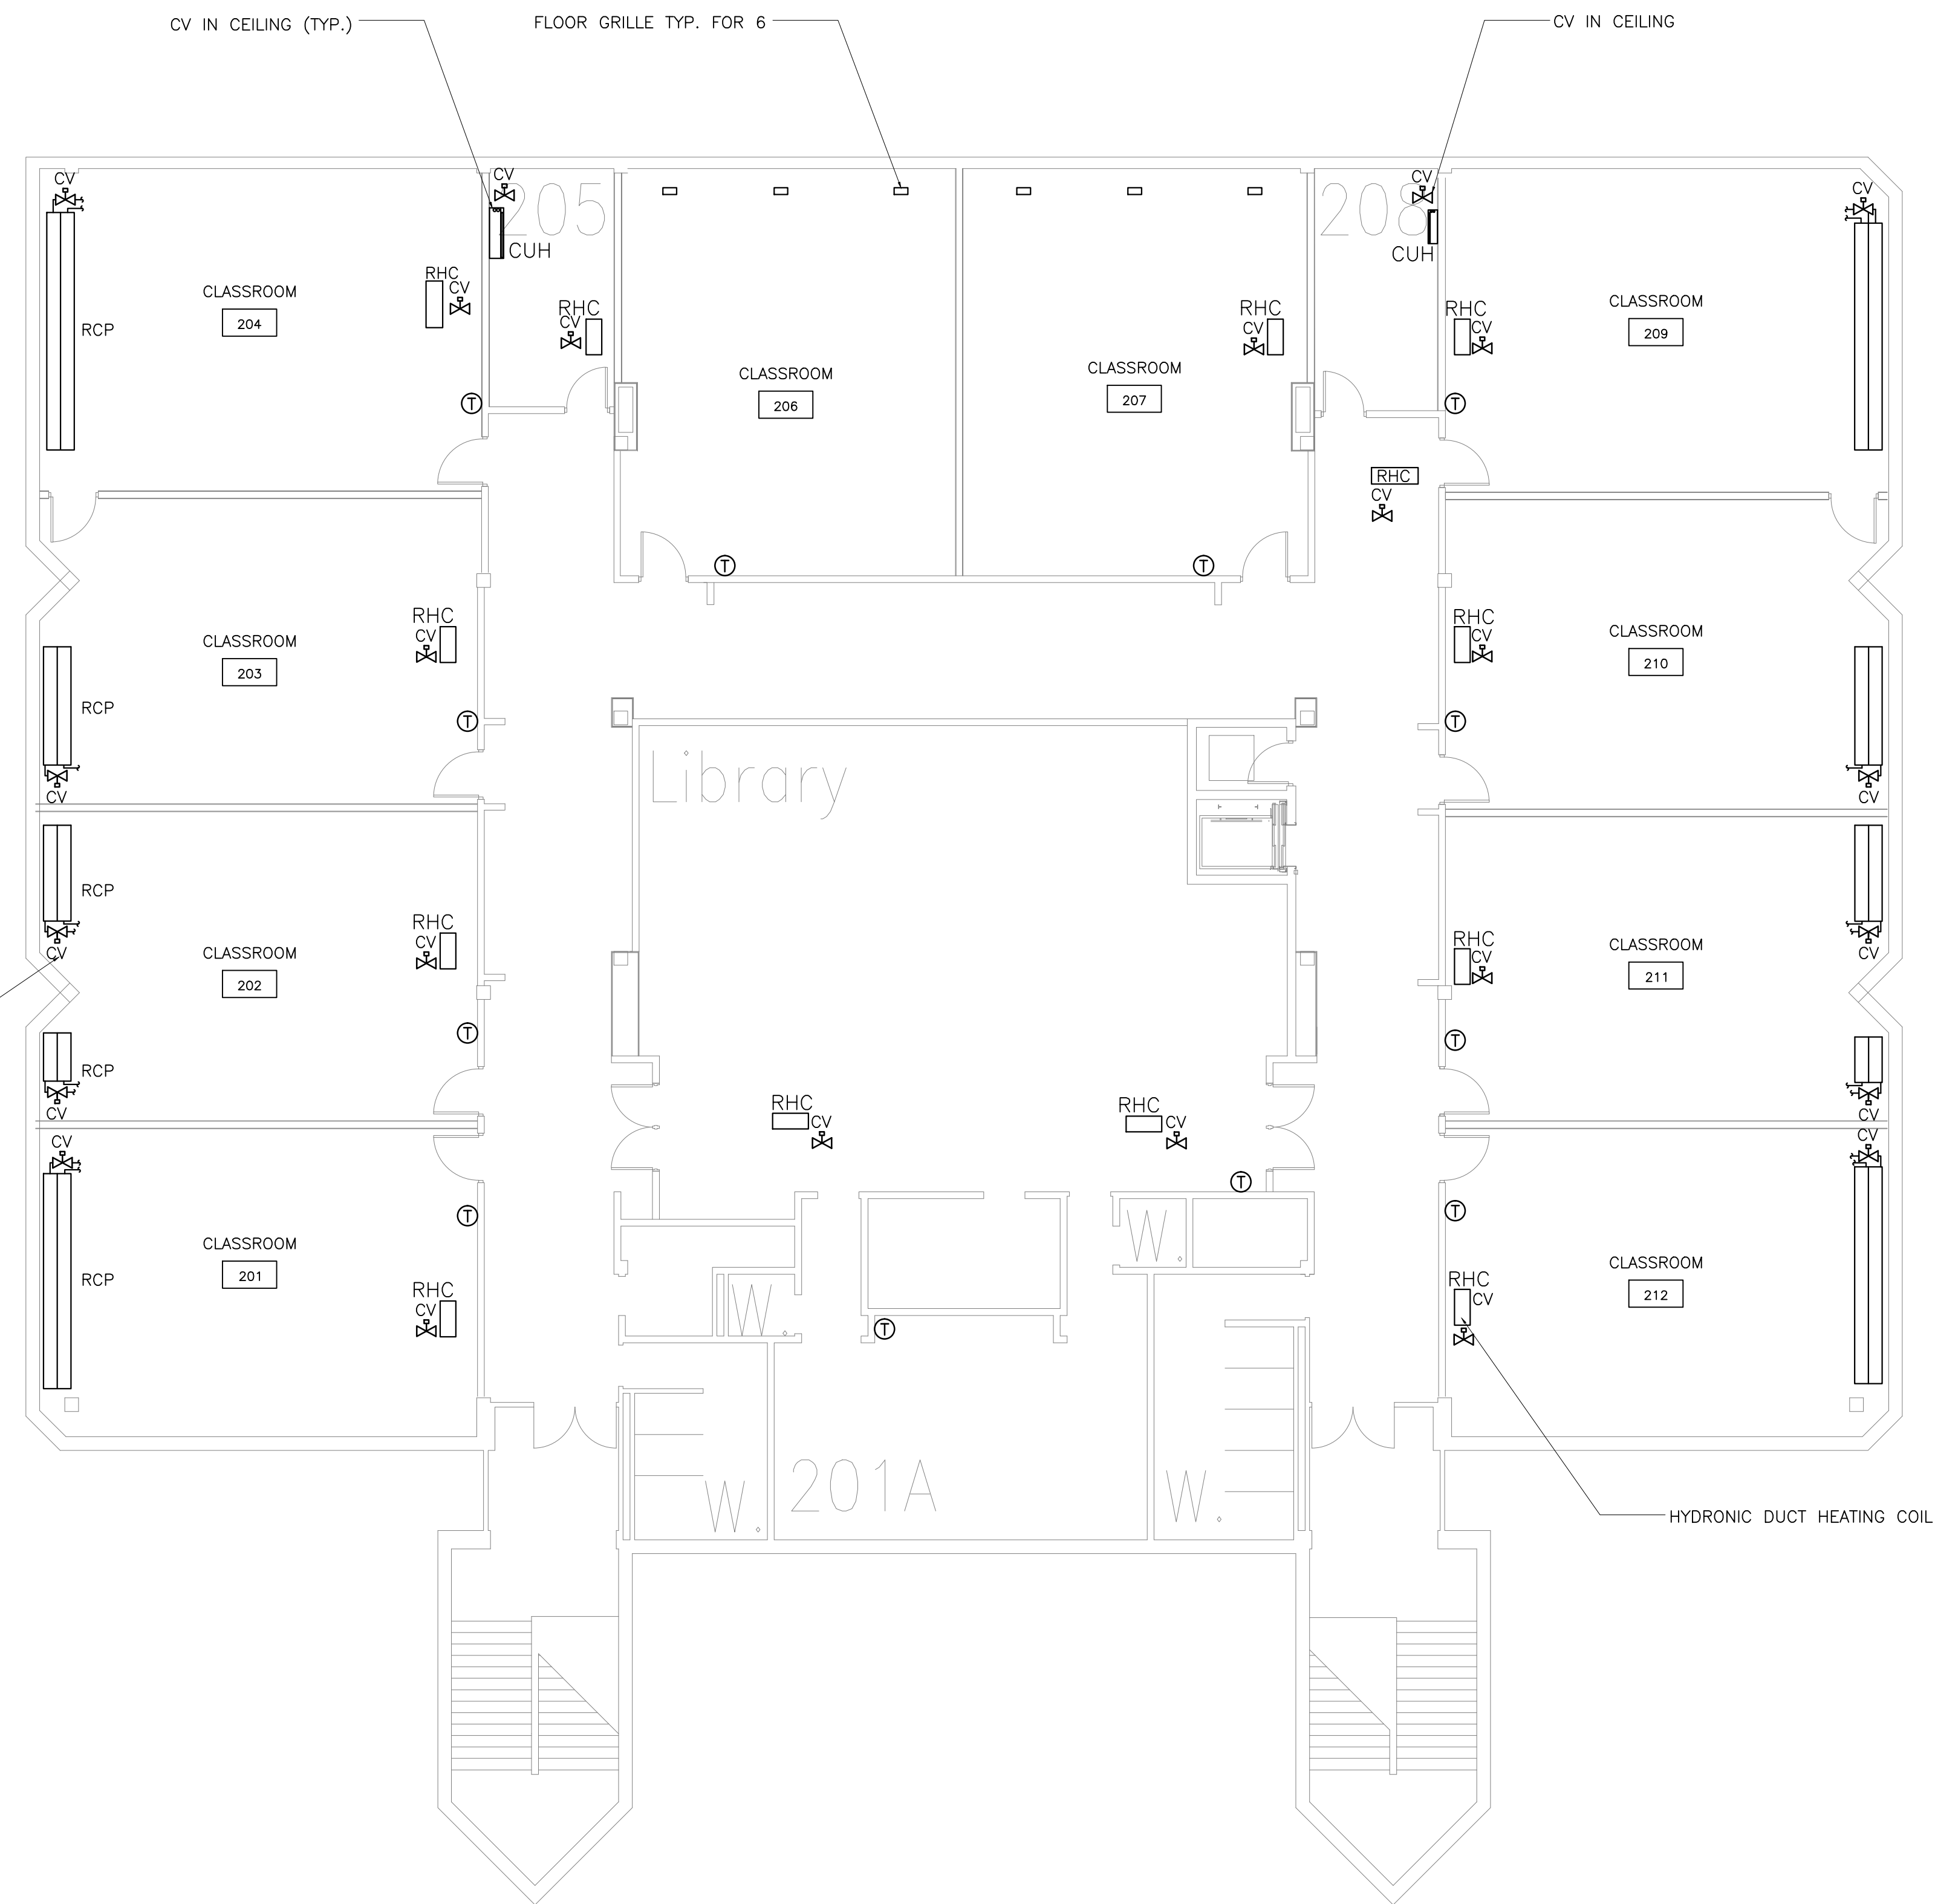 CV IN CEILING (TYP.)
FLOOR GRILLE TYP. FOR 6
CV IN CEILING
CV
CV
CV
CV
205
208
CUH
CUH
RHC
CV
CLASSROOM
204
RCP
RHC
CV
RHC
CV
RHC
CV
CLASSROOM
209
CLASSROOM
206
CLASSROOM
207
T
T
RHC
CV
T
T
RHC
CV
CLASSROOM
203
RHC
CV
CLASSROOM
210
RCP
T
T
CV
CV
Library
RCP
RHC
CV
CLASSROOM
202
CV
RHC
CV
CLASSROOM
211
CV
T
T
RCP
CV
CV
RHC
CV
RHC
CV
CV
CV
T
T
T
CLASSROOM
201
RCP
RHC
CV
W.
W.
T
CLASSROOM
212
RHC
CV
201A
W.
W.
HYDRONIC DUCT HEATING COIL